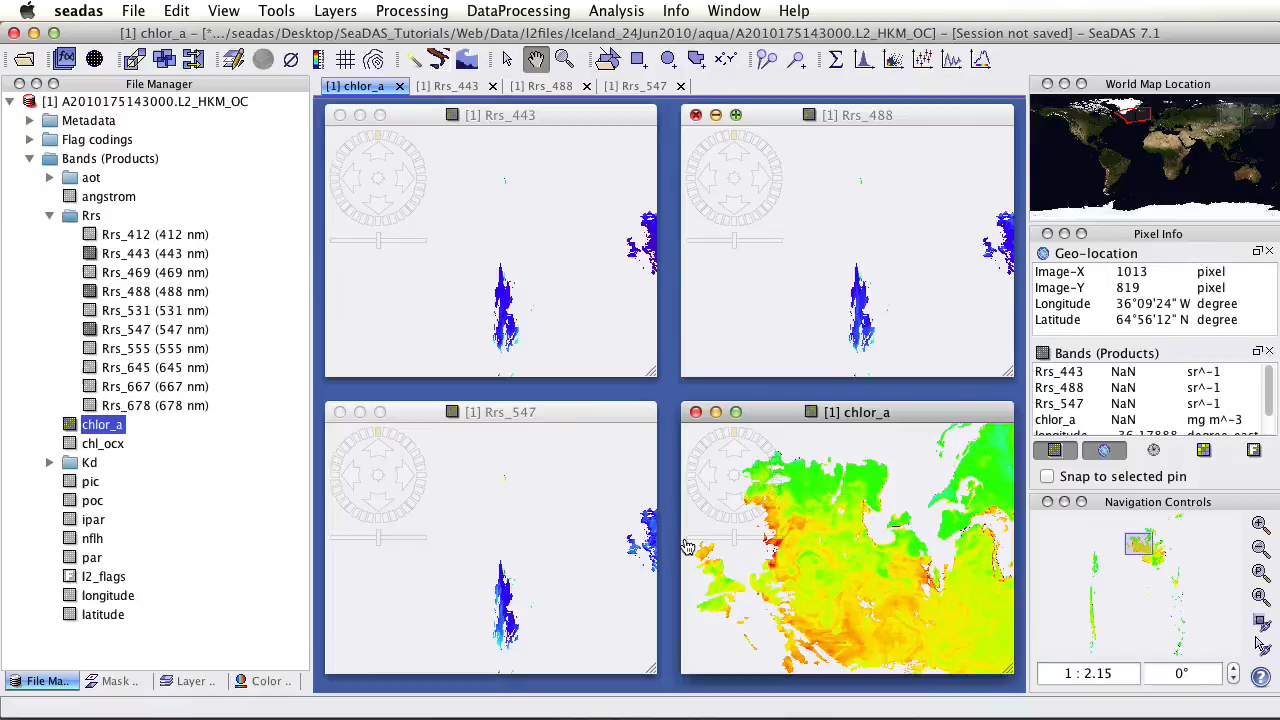 seadas File Edit View Tools Layers Processing DataProcessing Analysis Info Window Help
[1] chlor_a - [*.../seadas/Desktop/SeaDAS_Tutorials/Web/Data/l2files/Iceland_24Jun2010/aqua/A2010175143000.L2_HKM_OC] - [Session not saved] - SeaDAS 7.1
File Manager
[1] A2010175143000.L2_HKM_OC
Metadata
Flag codings
Bands (Products)
aot
angstrom
Rrs
Rrs_412 (412 nm)
Rrs_443 (443 nm)
Rrs_469 (469 nm)
Rrs_488 (488 nm)
Rrs_531 (531 nm)
Rrs_547 (547 nm)
Rrs_555 (555 nm)
Rrs_645 (645 nm)
Rrs_667 (667 nm)
Rrs_678 (678 nm)
chlor_a
chl_ocx
Kd
pic
poc
ipar
nflh
par
l2_flags
longitude
latitude
File Ma... Mask ... Layer ... Color ...
[1] chlor_a [1] Rrs_443 [1] Rrs_488 [1] Rrs_547
[1] Rrs_443
[1] Rrs_488
[1] Rrs_547
[1] chlor_a
World Map Location
Pixel Info
Geo-location
Image-X 1013 pixel
Image-Y 819 pixel
Longitude 36°09'24" W degree
Latitude 64°56'12" N degree
Bands (Products)
Rrs_443 NaN sr^-1
Rrs_488 NaN sr^-1
Rrs_547 NaN sr^-1
chlor_a NaN mg m^-3
Snap to selected pin
Navigation Controls
1 : 2.15 0°